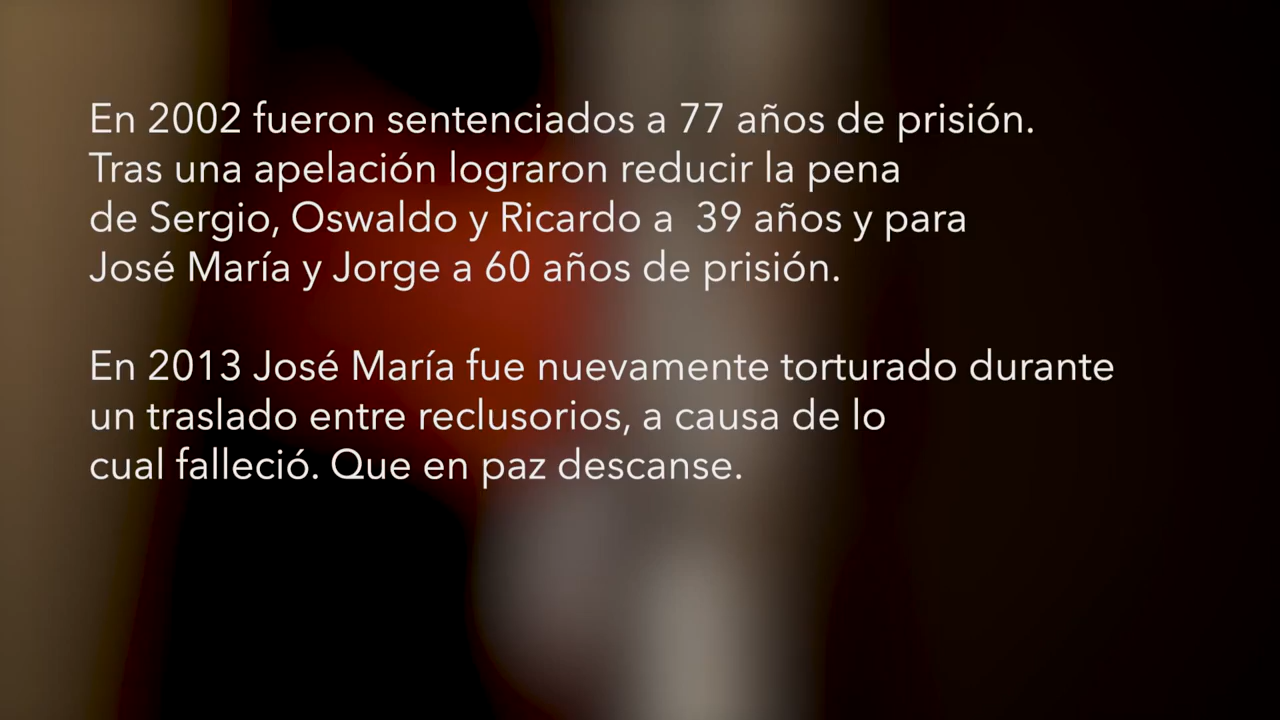 En 2002 fueron sentenciados a 77 años de prisión.
Tras una apelación lograron reducir la pena
de Sergio, Oswaldo y Ricardo a  39 años y para
José María y Jorge a 60 años de prisión.
En 2013 José María fue nuevamente torturado durante
un traslado entre reclusorios, a causa de lo
cual falleció. Que en paz descanse.